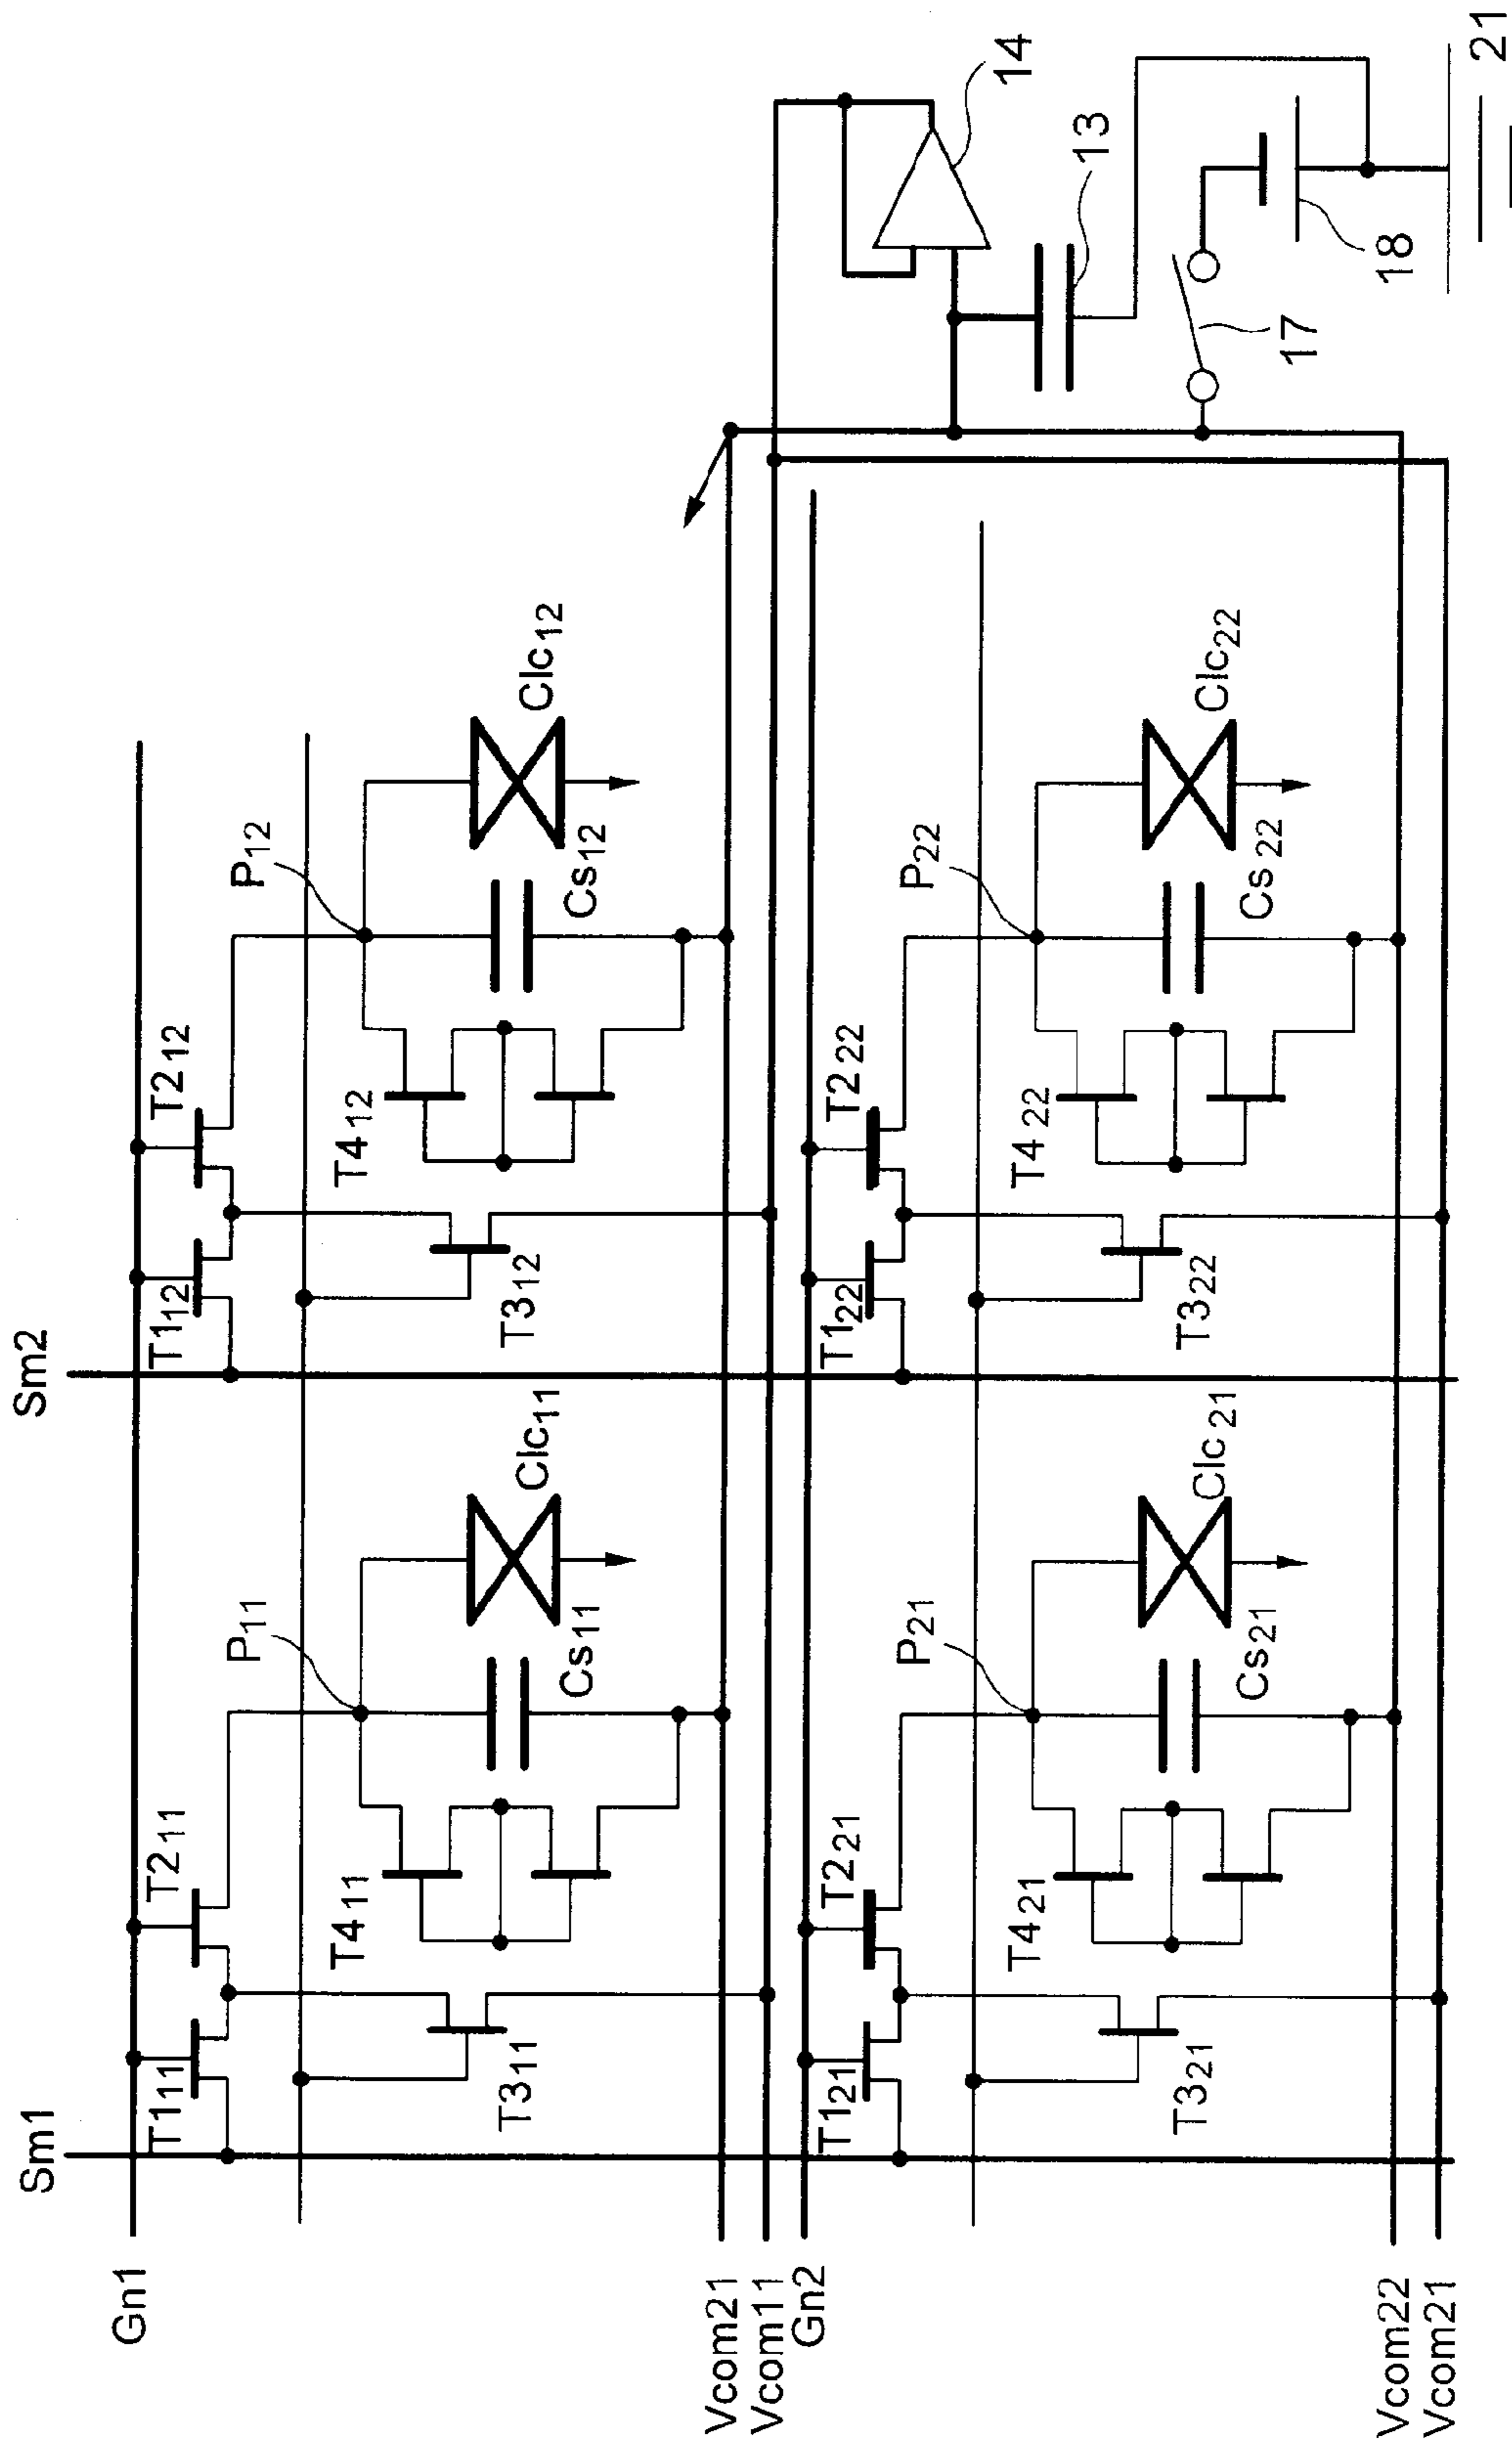 Sm1
Sm2
Gn1
T1₁₁
T2₁₁
T1₁₂
T2₁₂
P₁₁
P₁₂
T4₁₁
T4₁₂
T3₁₁
Cs₁₁
Clc₁₁
T3₁₂
Cs₁₂
Clc₁₂
Vcom21
Vcom11
Gn2
T1₂₁
T2₂₁
T1₂₂
T2₂₂
P₂₁
P₂₂
T4₂₁
T4₂₂
T3₂₁
Cs₂₁
Clc₂₁
T3₂₂
Cs₂₂
Clc₂₂
Vcom22
Vcom21
14
13
17
18
21